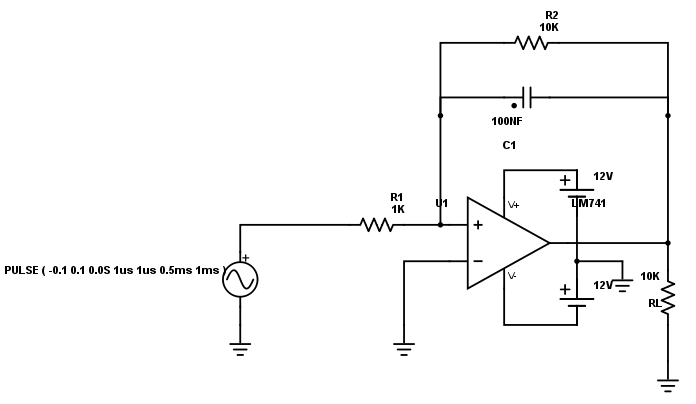 R2
10K
100NF
C1
R1
1K
U1
+
-
V+
V-
+
12V
LM741
+
12V
10K
RL
+
PULSE ( -0.1 0.1 0.0S 1us 1us 0.5ms 1ms )